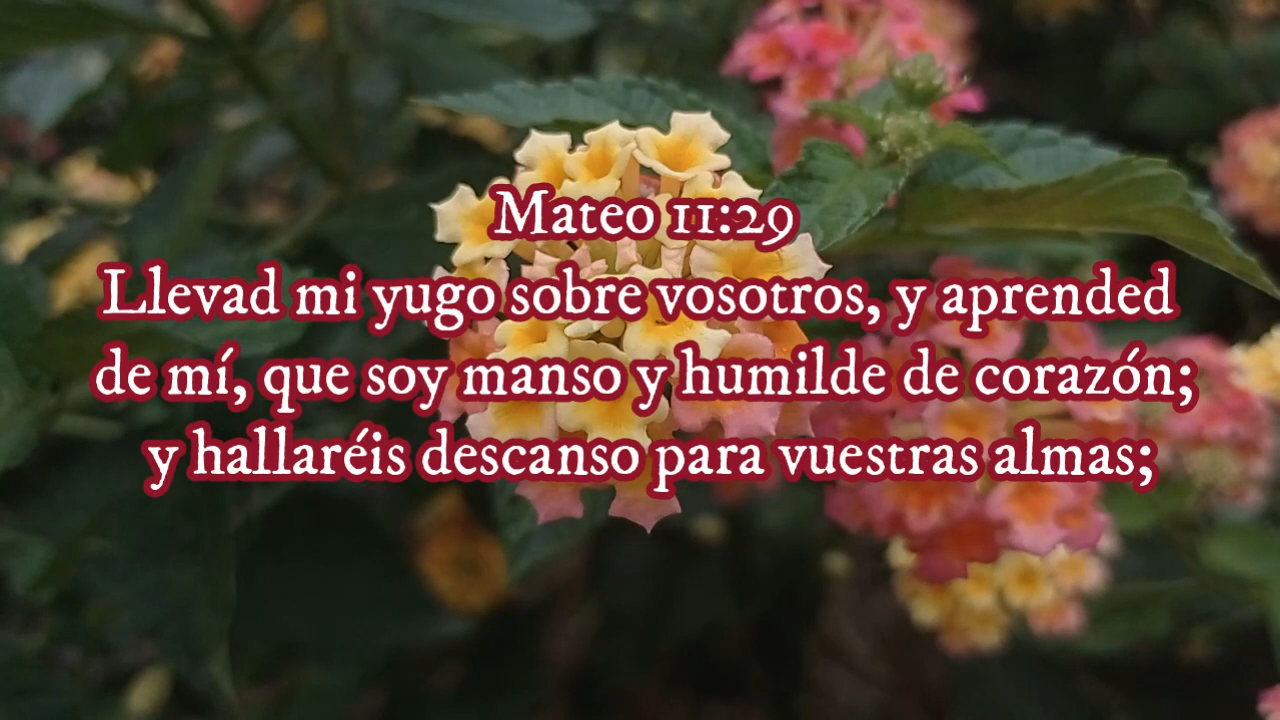 Mateo 11:29
Llevad mi yugo sobre vosotros, y aprended
de mí, que soy manso y humilde de corazón;
y hallaréis descanso para vuestras almas;